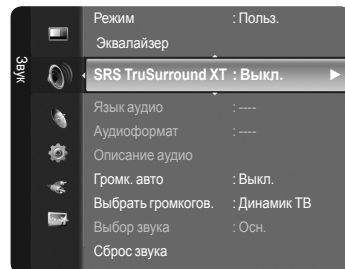 Звук
Режим : Польз.
Эквалайзер
SRS TruSurround XT : Выкл.
Язык аудио : ----
Аудиоформат : ----
Описание аудио
Громк. авто : Выкл.
Выбрать громкогов. : Динамик ТВ
Выбор звука : Осн.
Сброс звука